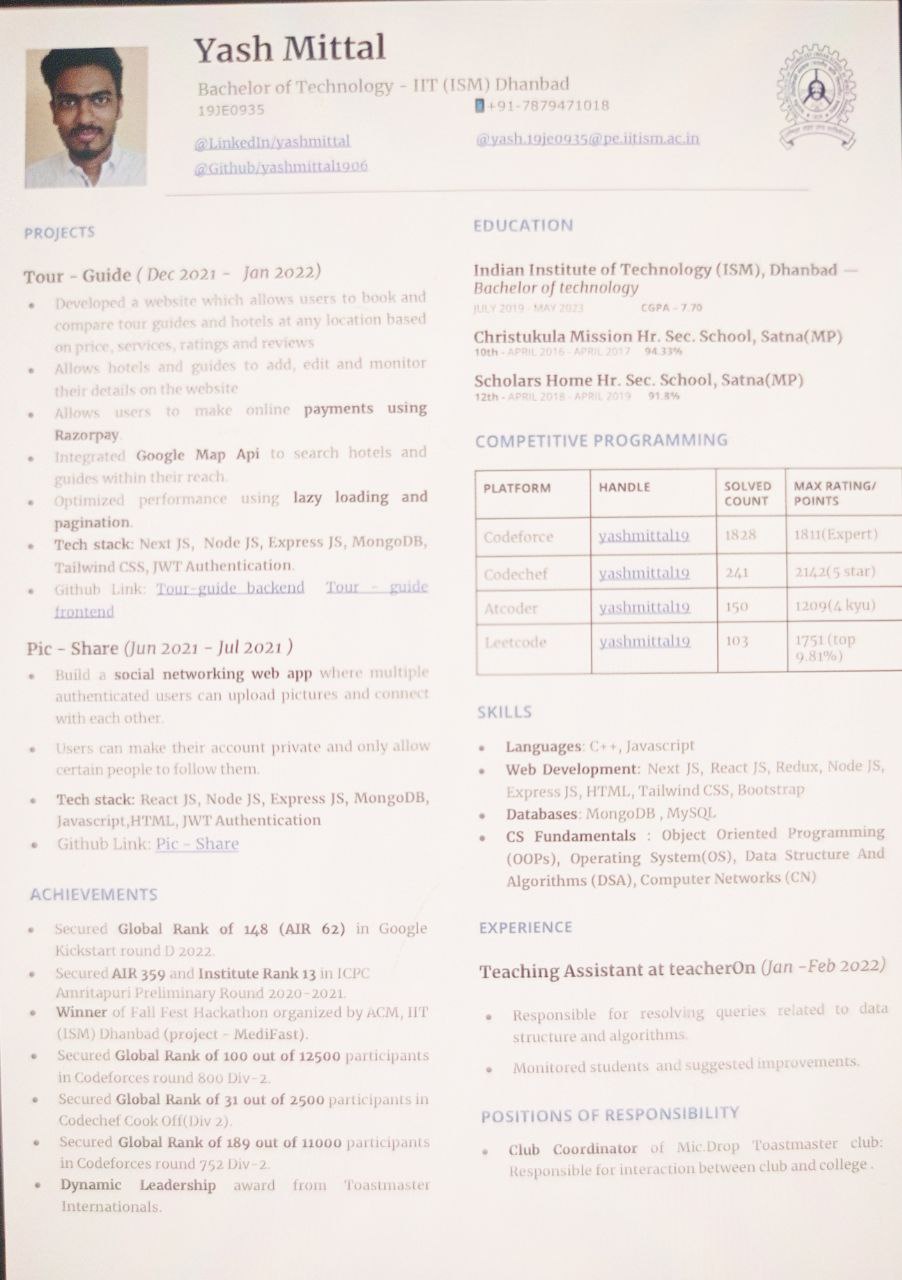 Yash Mittal
Bachelor of Technology - IIT (ISM) Dhanbad
19JE0935
+91-7879471018
@LinkedIn/yashmittal
@yash.19je0935@pe.iitism.ac.in
@Github/yashmittal1906
PROJECTS
Tour - Guide ( Dec 2021 - Jan 2022)
• Developed a website which allows users to book and
compare tour guides and hotels at any location based
on price, services, ratings and reviews
• Allows hotels and guides to add, edit and monitor
their details on the website
• Allows users to make online payments using
Razorpay.
• Integrated Google Map Api to search hotels and
guides within their reach.
• Optimized performance using lazy loading and
pagination.
• Tech stack: Next JS, Node JS, Express JS, MongoDB,
Tailwind CSS, JWT Authentication.
• Github Link: Tour-guide backend Tour - guide
frontend
Pic - Share (Jun 2021 - Jul 2021 )
• Build a social networking web app where multiple
authenticated users can upload pictures and connect
with each other.
• Users can make their account private and only allow
certain people to follow them.
• Tech stack: React JS, Node JS, Express JS, MongoDB,
Javascript,HTML, JWT Authentication
• Github Link: Pic - Share
ACHIEVEMENTS
• Secured Global Rank of 148 (AIR 62) in Google
Kickstart round D 2022.
• Secured AIR 359 and Institute Rank 13 in ICPC
Amritapuri Preliminary Round 2020-2021.
• Winner of Fall Fest Hackathon organized by ACM, IIT
(ISM) Dhanbad (project - MediFast).
• Secured Global Rank of 100 out of 12500 participants
in Codeforces round 800 Div-2.
• Secured Global Rank of 31 out of 2500 participants in
Codechef Cook Off(Div 2).
• Secured Global Rank of 189 out of 11000 participants
in Codeforces round 752 Div-2.
• Dynamic Leadership award from Toastmaster
Internationals.
EDUCATION
Indian Institute of Technology (ISM), Dhanbad —
Bachelor of technology
JULY 2019 - MAY 2023 CGPA - 7.70
Christukula Mission Hr. Sec. School, Satna(MP)
10th - APRIL 2016 - APRIL 2017 94.33%
Scholars Home Hr. Sec. School, Satna(MP)
12th - APRIL 2018 - APRIL 2019 91.8%
COMPETITIVE PROGRAMMING
PLATFORM HANDLE SOLVED COUNT MAX RATING/ POINTS
Codeforce yashmittal19 1828 1811(Expert)
Codechef yashmittal19 241 2142(5 star)
Atcoder yashmittal19 150 1209(4 kyu)
Leetcode yashmittal19 103 1751 (top 9.81%)
SKILLS
• Languages: C++, Javascript
• Web Development: Next JS, React JS, Redux, Node JS,
Express JS, HTML, Tailwind CSS, Bootstrap
• Databases: MongoDB , MySQL
• CS Fundamentals : Object Oriented Programming
(OOPs), Operating System(OS), Data Structure And
Algorithms (DSA), Computer Networks (CN)
EXPERIENCE
Teaching Assistant at teacherOn (Jan -Feb 2022)
• Responsible for resolving queries related to data
structure and algorithms.
• Monitored students and suggested improvements.
POSITIONS OF RESPONSIBILITY
• Club Coordinator of Mic.Drop Toastmaster club:
Responsible for interaction between club and college .